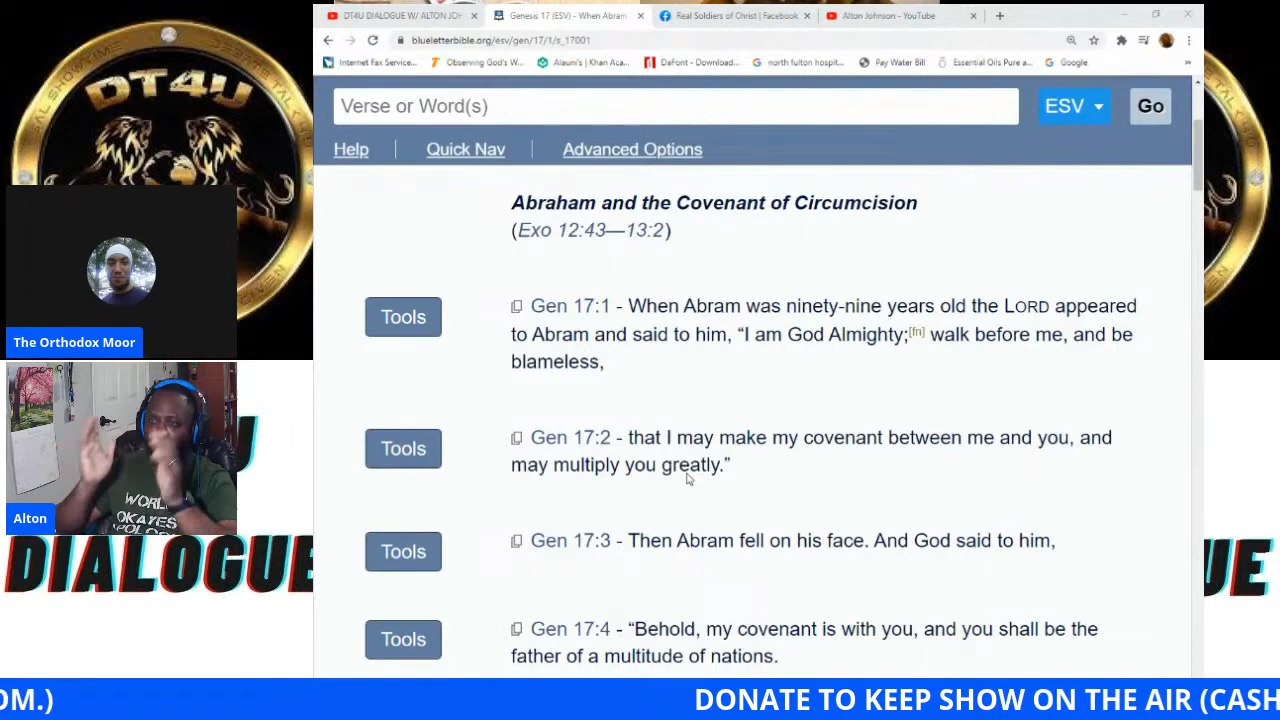 DT4U DIALOGUE W/ ALTON JOH
Genesis 17 (ESV) - When Abram
Real Soldiers of Christ | Facebook
Alton Johnson - YouTube
blueletterbible.org/esv/gen/17/1/s_17001
Internet Fax Service...
Observing God's W...
Alauni's | Khan Aca...
DaFont - Download...
north fulton hospit...
Pay Water Bill
Essential Oils Pure a...
Google
DT4U
Verse or Word(s)
ESV
Go
Help
Quick Nav
Advanced Options
Abraham and the Covenant of Circumcision
(Exo 12:43—13:2)
Tools
Gen 17:1 - When Abram was ninety-nine years old the LORD appeared
to Abram and said to him, “I am God Almighty;[fn] walk before me, and be
blameless,
The Orthodox Moor
Tools
Gen 17:2 - that I may make my covenant between me and you, and
may multiply you greatly.”
Alton
WORL
OKAYES
Tools
Gen 17:3 - Then Abram fell on his face. And God said to him,
DIALOGUE
UE
Tools
Gen 17:4 - “Behold, my covenant is with you, and you shall be the
father of a multitude of nations.
OM.)
DONATE TO KEEP SHOW ON THE AIR (CASH